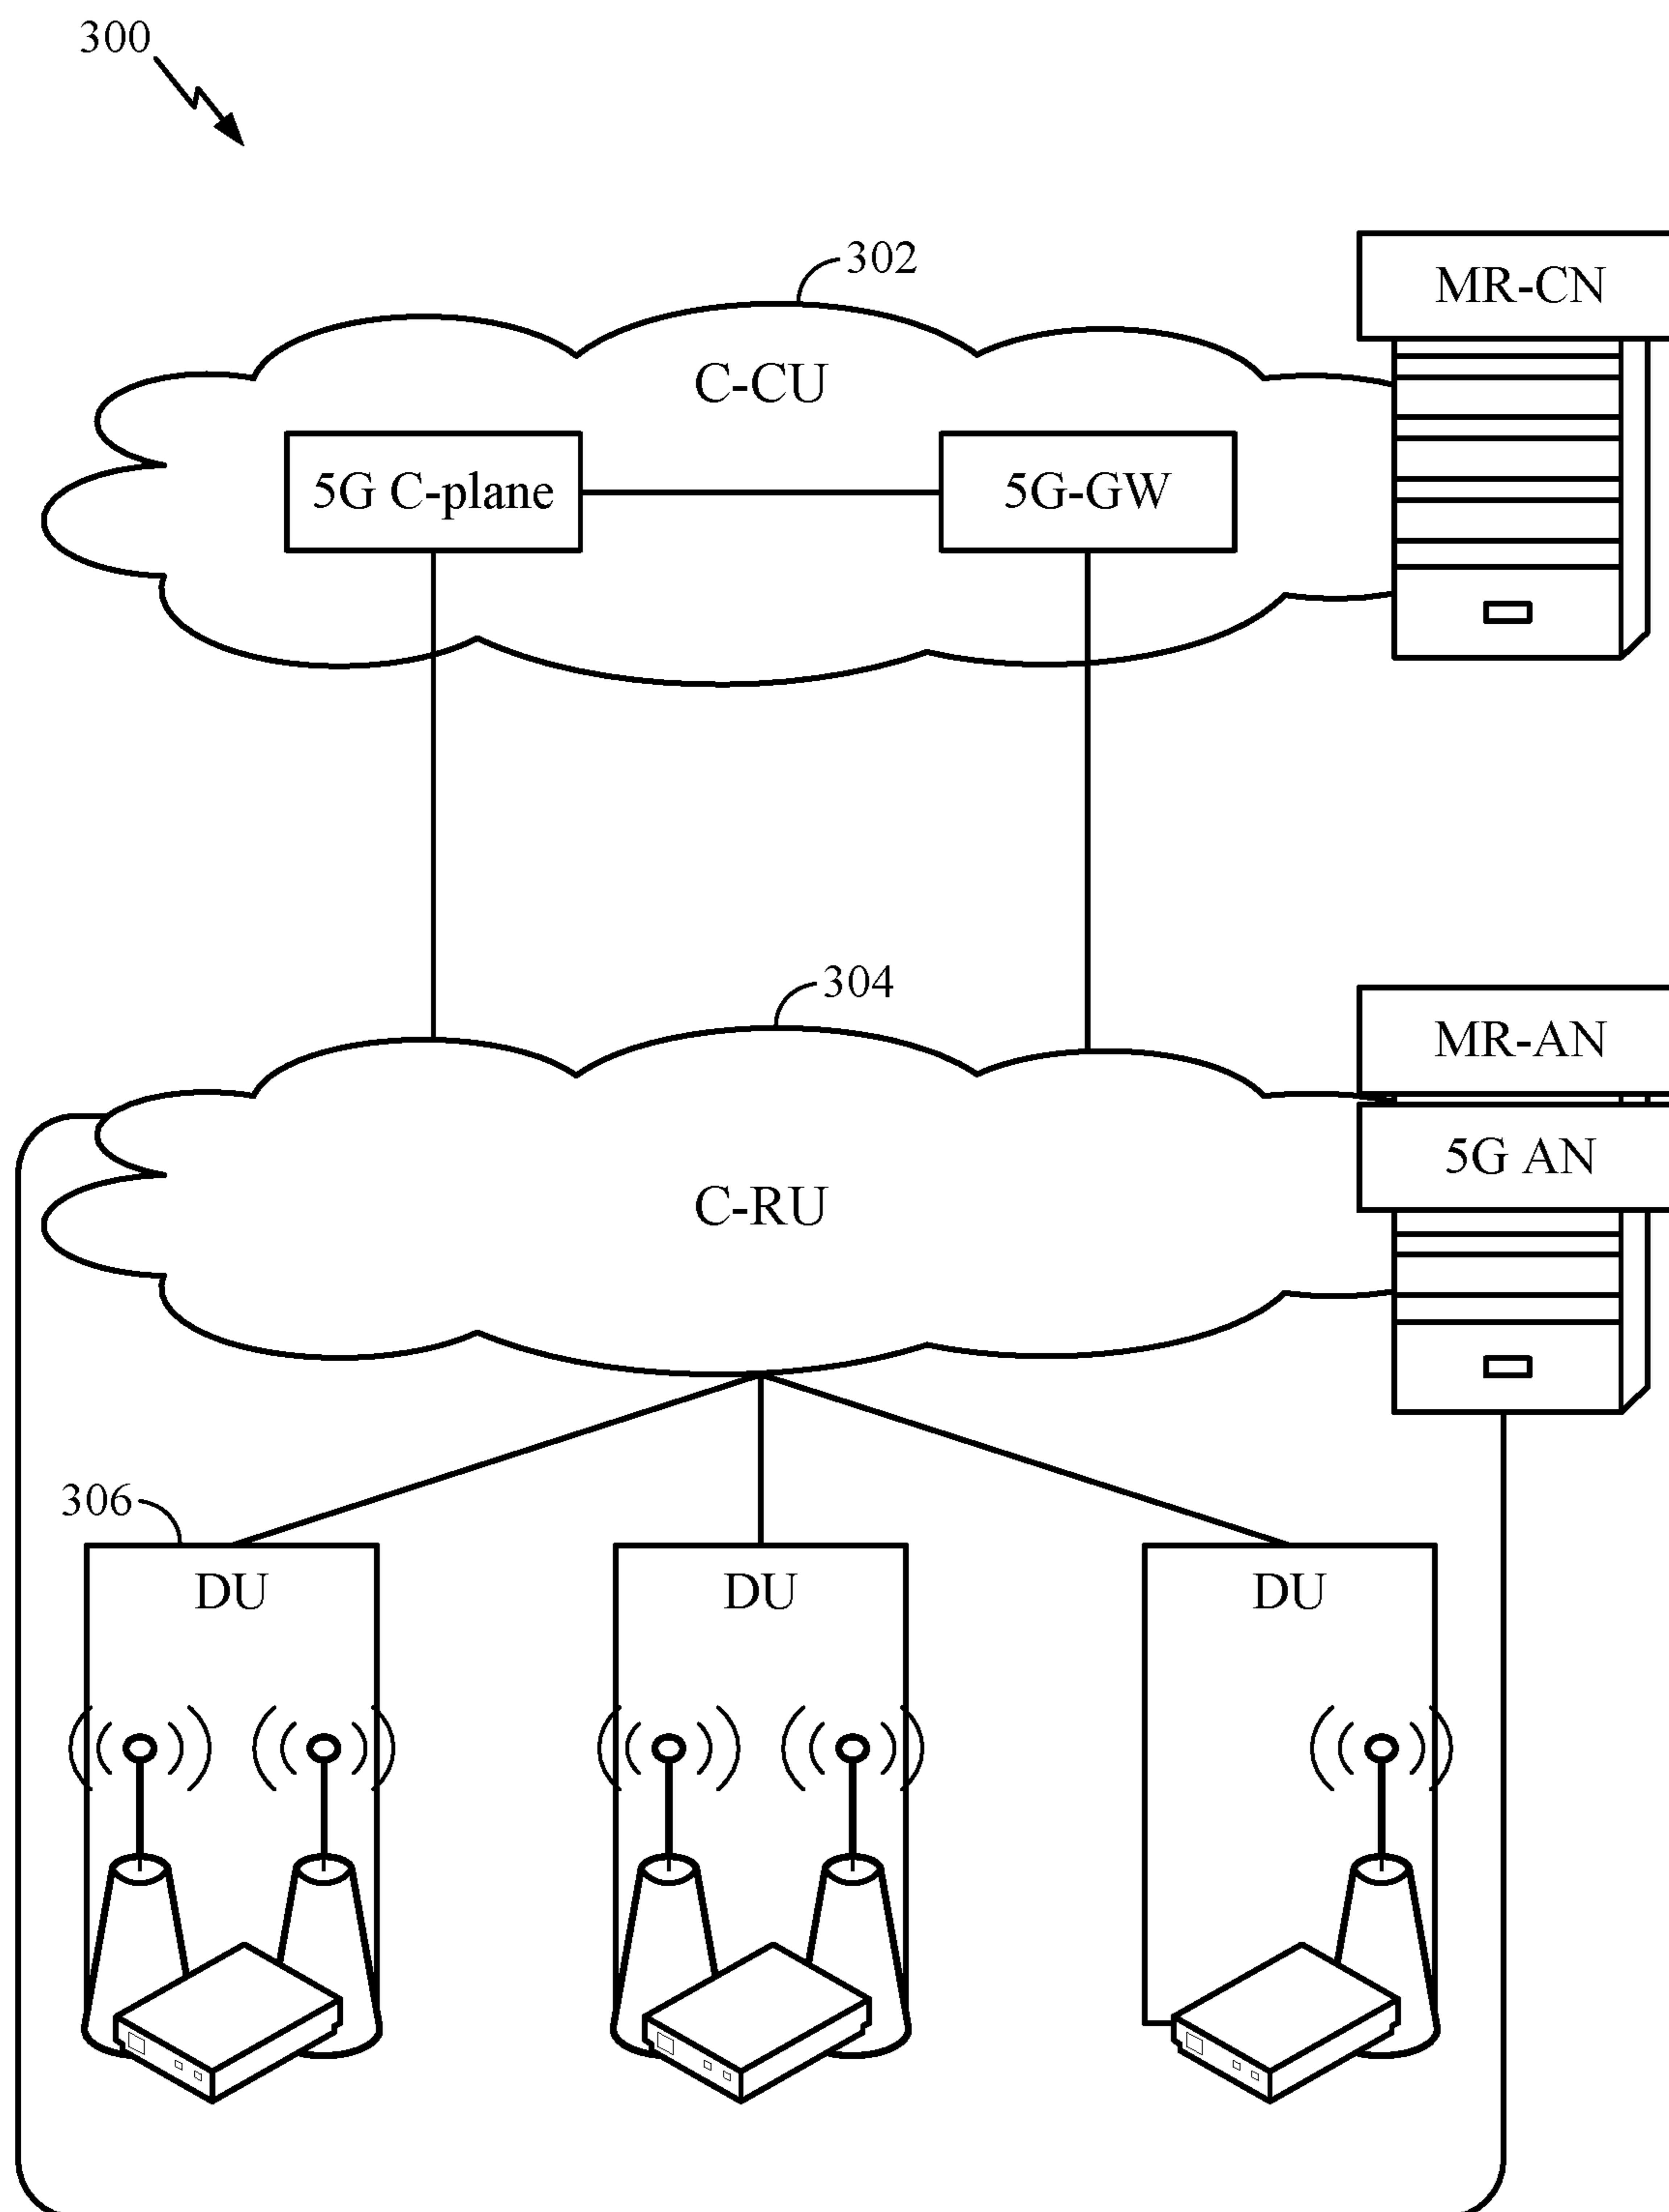 300
302
MR-CN
C-CU
5G C-plane
5G-GW
304
MR-AN
5G AN
C-RU
306
DU
DU
DU